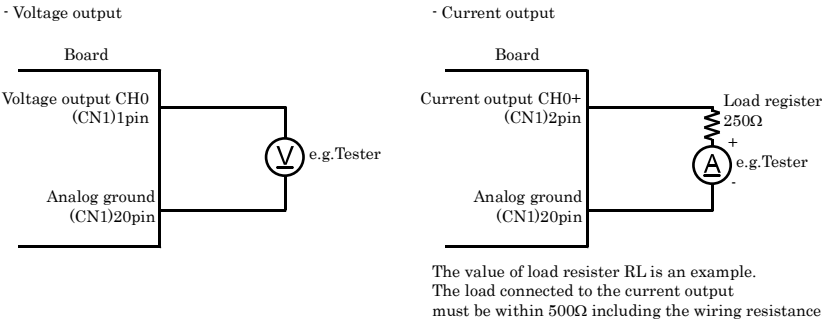 - Voltage output
Board
Voltage output CH0
(CN1)1pin
V
e.g.Tester
Analog ground
(CN1)20pin
- Current output
Board
Current output CH0+
(CN1)2pin
Load register
250Ω
+
A
e.g.Tester
-
Analog ground
(CN1)20pin
The value of load resister RL is an example.
The load connected to the current output
must be within 500Ω including the wiring resistance